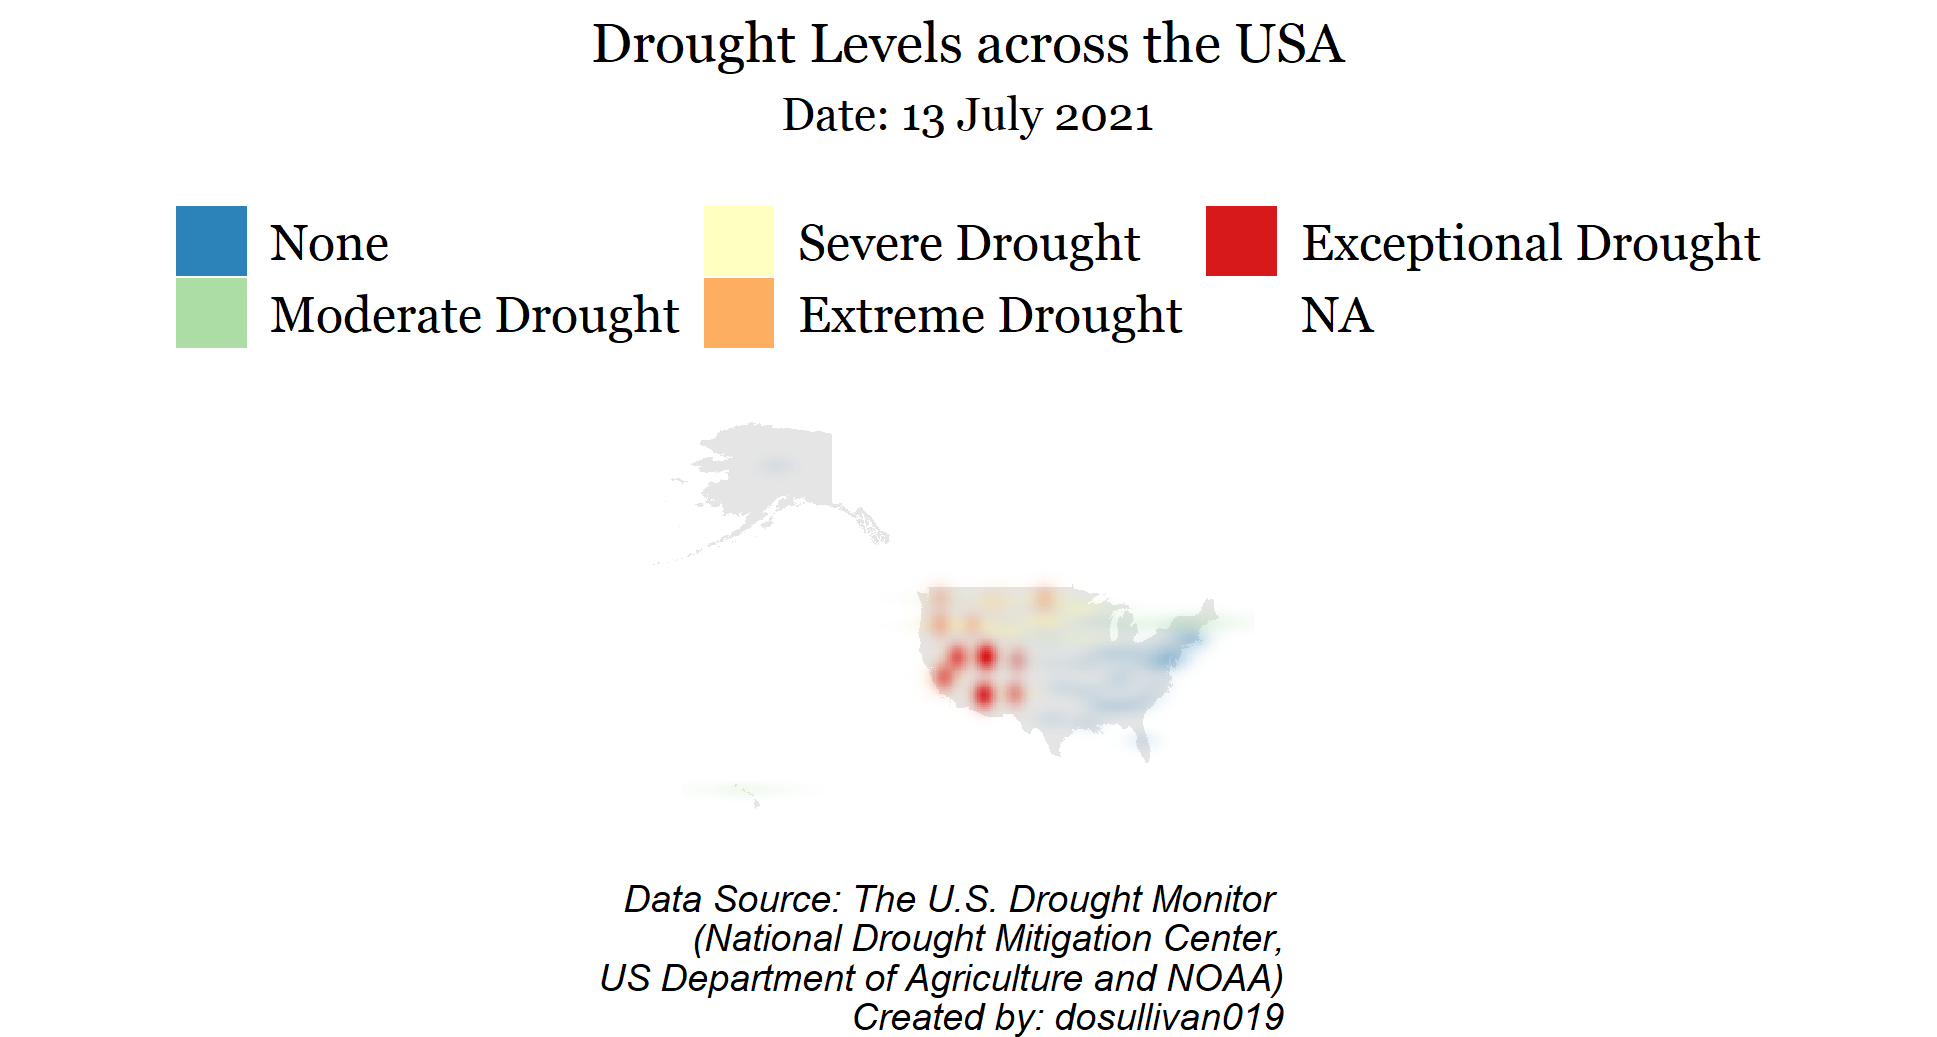 Drought Levels across the USA
Date: 13 July 2021
None
Severe Drought
Exceptional Drought
Moderate Drought
Extreme Drought
NA
Data Source: The U.S. Drought Monitor
(National Drought Mitigation Center,
US Department of Agriculture and NOAA)
Created by: dosullivan019